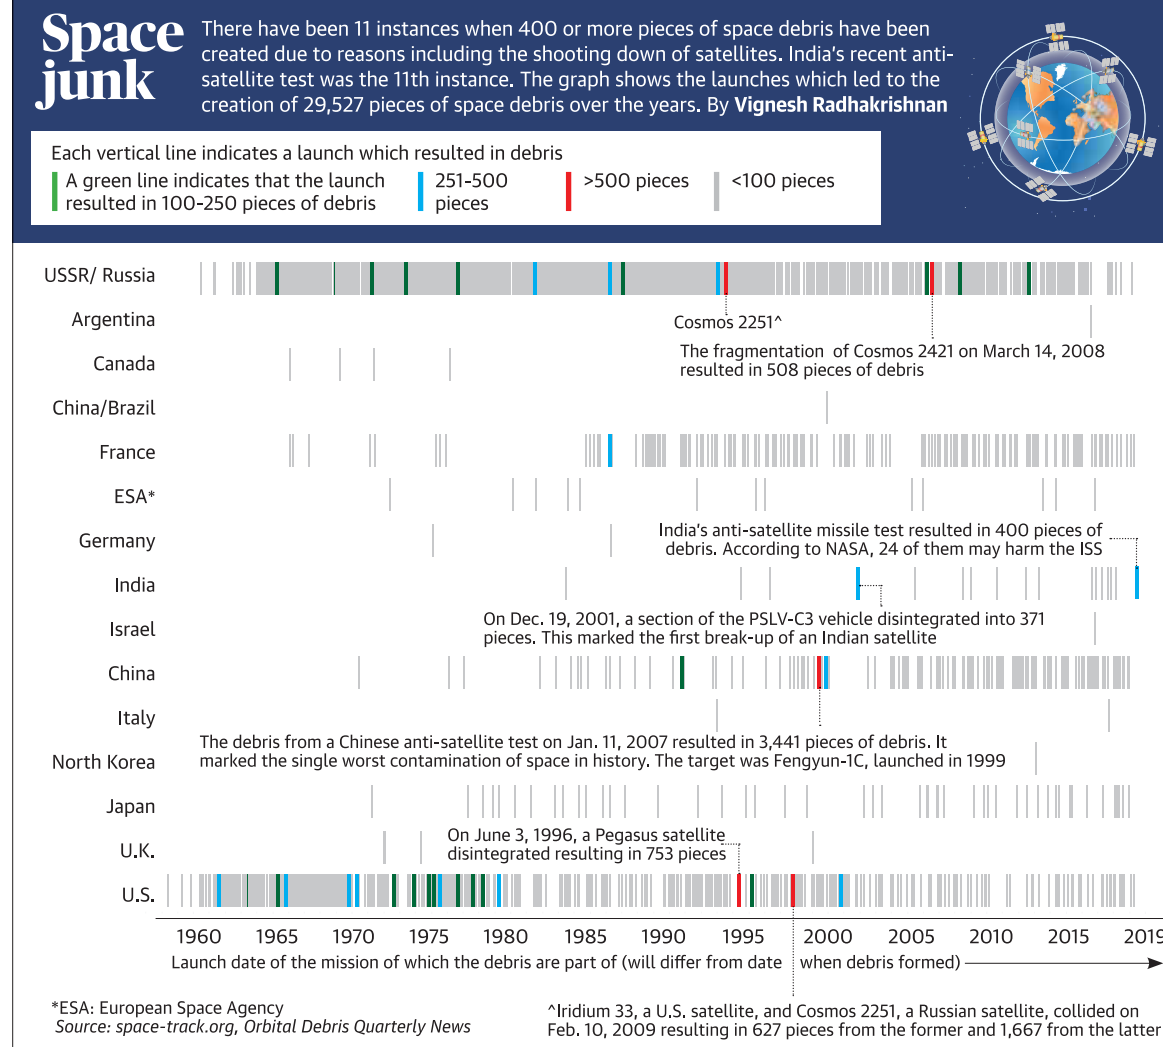 Space
junk
There have been 11 instances when 400 or more pieces of space debris have been
created due to reasons including the shooting down of satellites. India's recent anti-
satellite test was the 11th instance. The graph shows the launches which led to the
creation of 29,527 pieces of space debris over the years. By Vignesh Radhakrishnan
Each vertical line indicates a launch which resulted in debris
A green line indicates that the launch
resulted in 100-250 pieces of debris
251-500
pieces
>500 pieces
<100 pieces
USSR/ Russia
Argentina
Cosmos 2251^
The fragmentation of Cosmos 2421 on March 14, 2008
resulted in 508 pieces of debris
Canada
China/Brazil
France
ESA*
Germany
India's anti-satellite missile test resulted in 400 pieces of
debris. According to NASA, 24 of them may harm the ISS
India
On Dec. 19, 2001, a section of the PSLV-C3 vehicle disintegrated into 371
pieces. This marked the first break-up of an Indian satellite
Israel
China
Italy
The debris from a Chinese anti-satellite test on Jan. 11, 2007 resulted in 3,441 pieces of debris. It
marked the single worst contamination of space in history. The target was Fengyun-1C, launched in 1999
North Korea
Japan
On June 3, 1996, a Pegasus satellite
disintegrated resulting in 753 pieces
U.K.
U.S.
1960 1965 1970 1975 1980 1985 1990 1995 2000 2005 2010 2015 2019
Launch date of the mission of which the debris are part of (will differ from date when debris formed)
*ESA: European Space Agency
Source: space-track.org, Orbital Debris Quarterly News
^Iridium 33, a U.S. satellite, and Cosmos 2251, a Russian satellite, collided on
Feb. 10, 2009 resulting in 627 pieces from the former and 1,667 from the latter